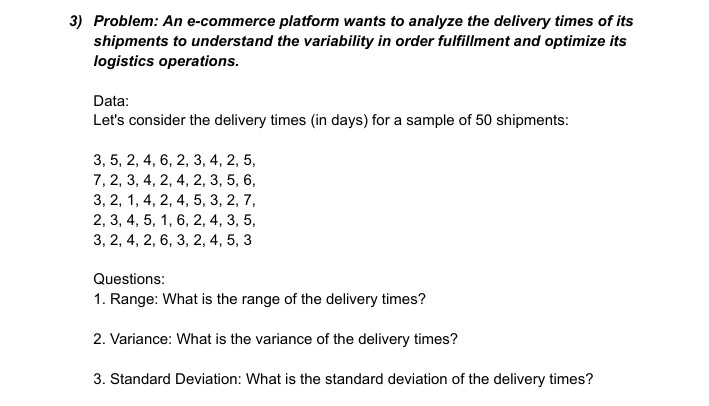 3) Problem: An e-commerce platform wants to analyze the delivery times of its
shipments to understand the variability in order fulfillment and optimize its
logistics operations.
Data:
Let's consider the delivery times (in days) for a sample of 50 shipments:
3, 5, 2, 4, 6, 2, 3, 4, 2, 5,
7, 2, 3, 4, 2, 4, 2, 3, 5, 6,
3, 2, 1, 4, 2, 4, 5, 3, 2, 7,
2, 3, 4, 5, 1, 6, 2, 4, 3, 5,
3, 2, 4, 2, 6, 3, 2, 4, 5, 3
Questions:
1. Range: What is the range of the delivery times?
2. Variance: What is the variance of the delivery times?
3. Standard Deviation: What is the standard deviation of the delivery times?